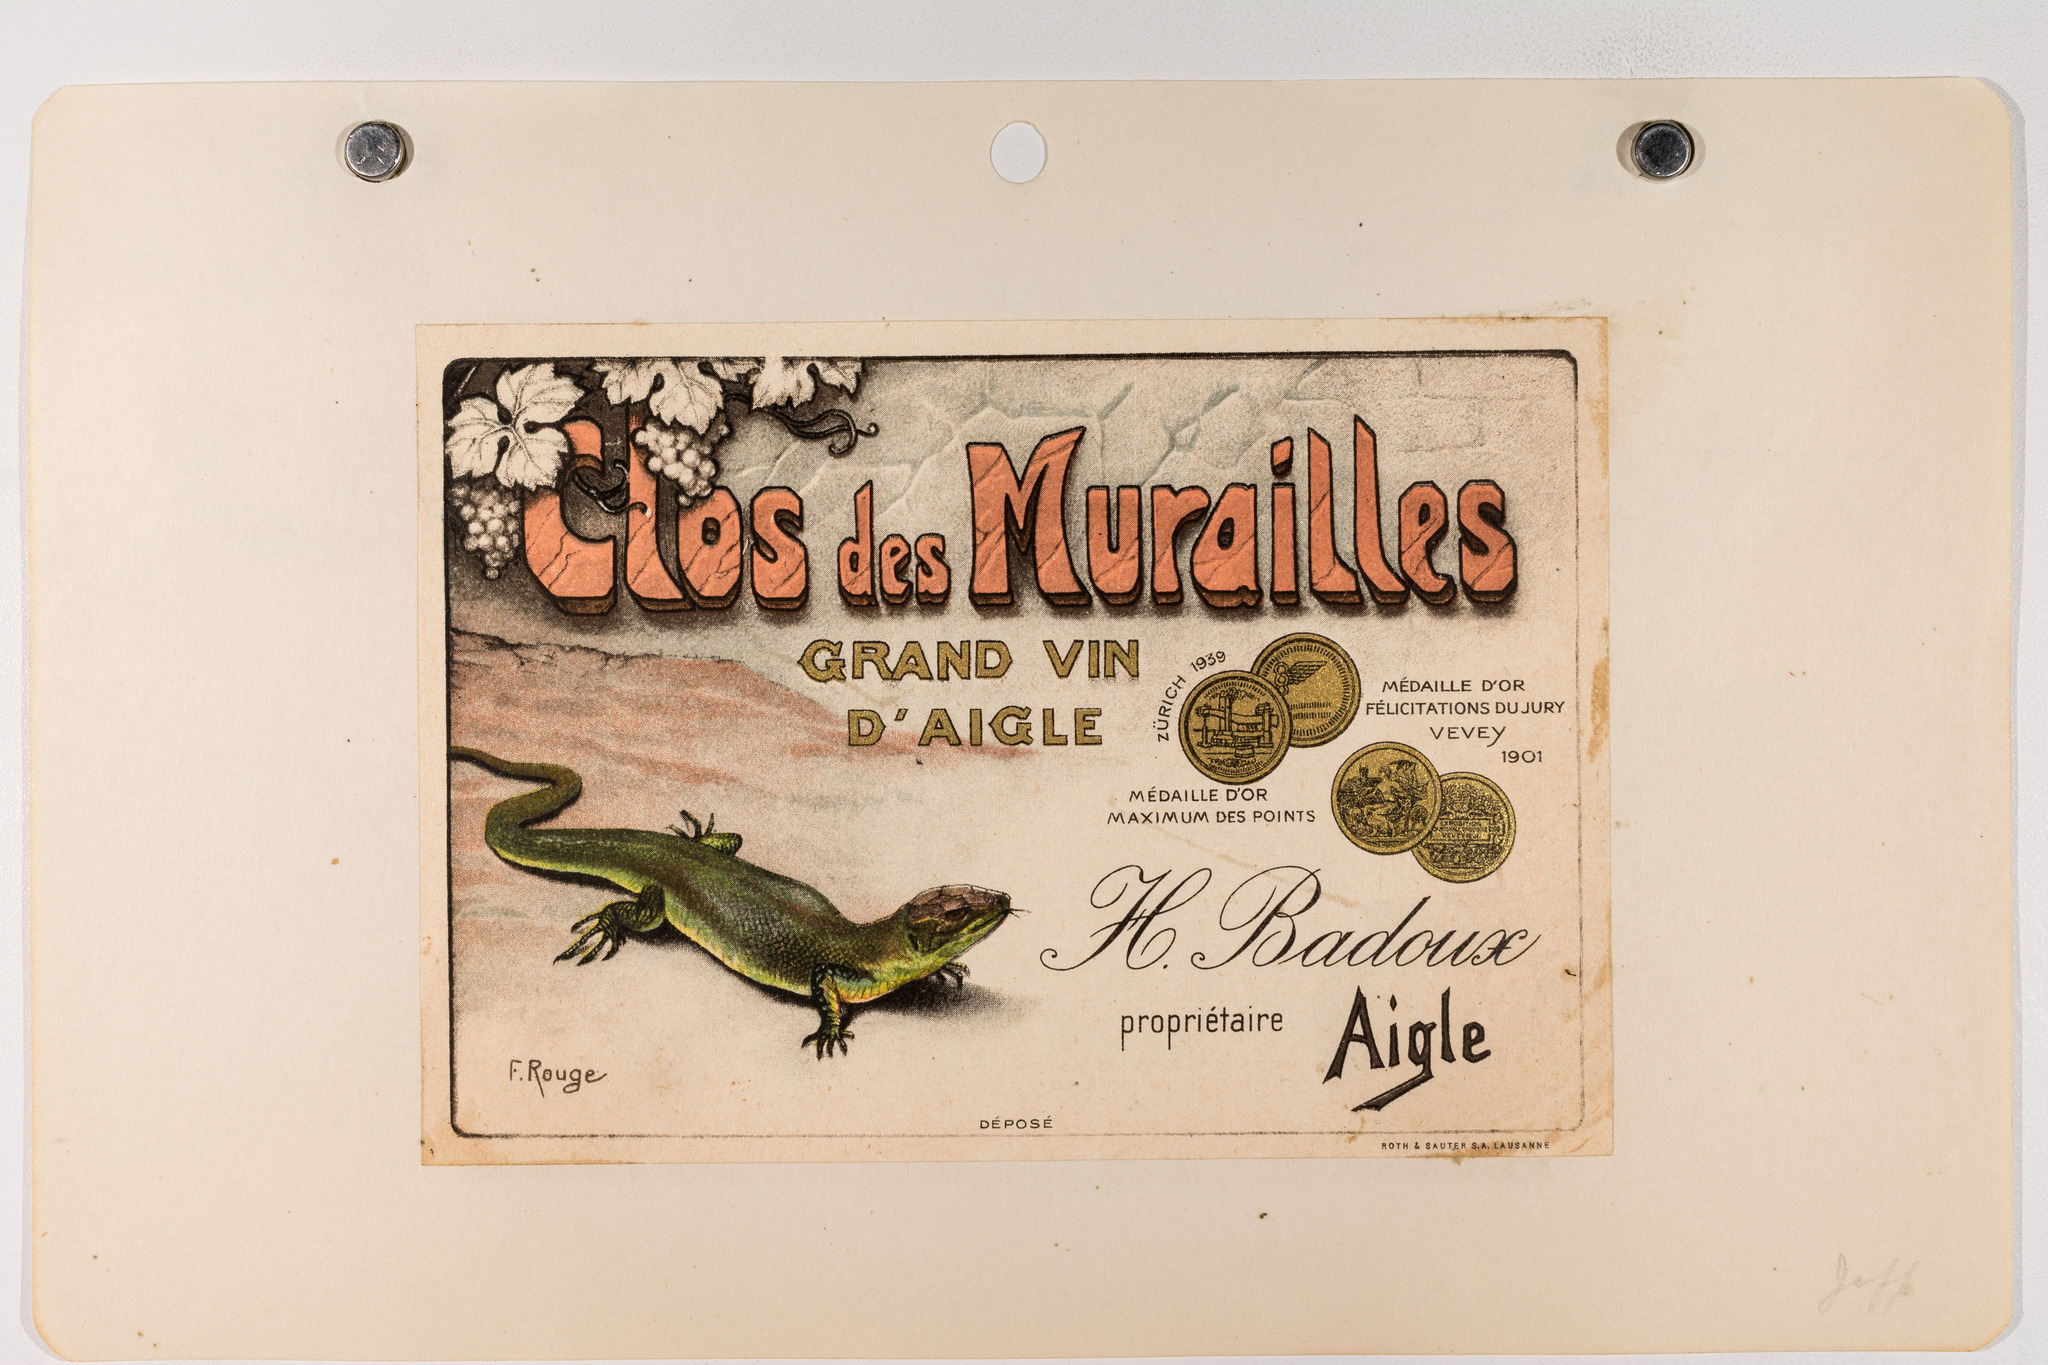 Clos des Murailles
GRAND VIN
D'AIGLE
ZÜRICH 1939
MÉDAILLE D'OR
MAXIMUM DES POINTS
MÉDAILLE D'OR
FÉLICITATIONS DU JURY
VEVEY
1901
H. Badoux
propriétaire
Aigle
F. Rouge
DÉPOSÉ
ROTH & SAUTER S.A. LAUSANNE